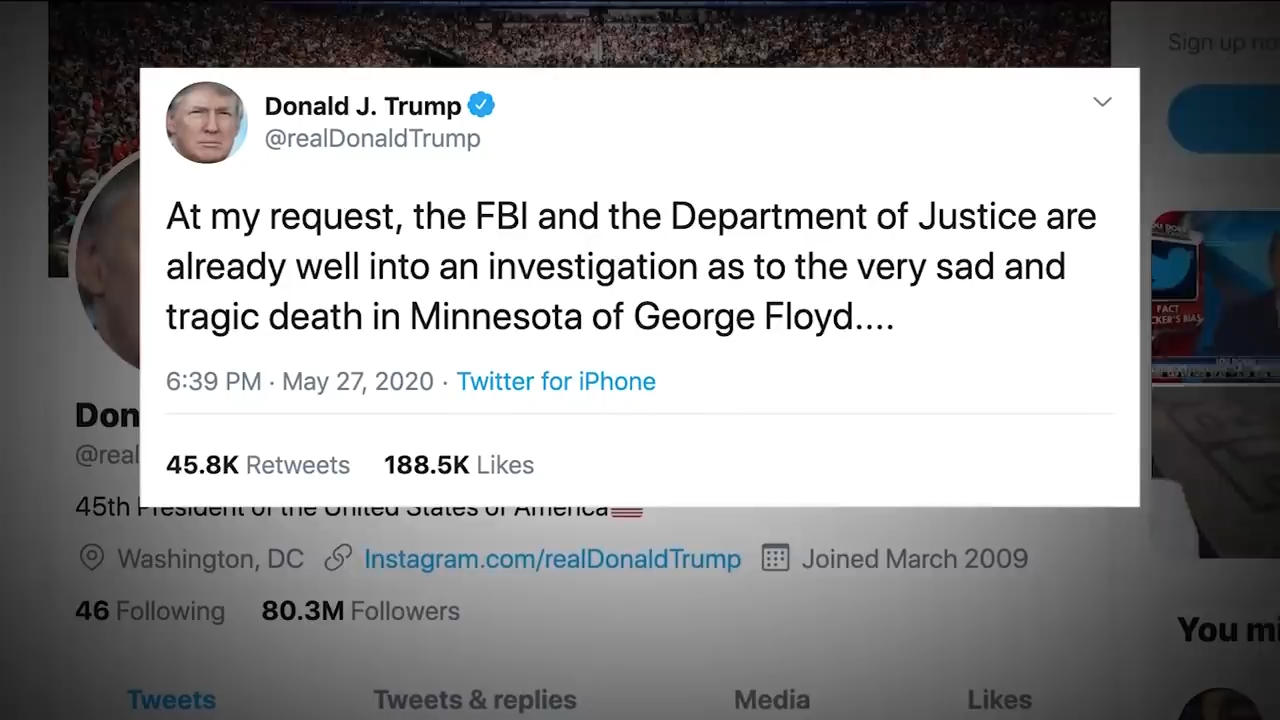 Sign up
Donald J. Trump
@realDonaldTrump
At my request, the FBI and the Department of Justice are
already well into an investigation as to the very sad and
tragic death in Minnesota of George Floyd....
6:39 PM · May 27, 2020 · Twitter for iPhone
45.8K Retweets 188.5K Likes
FACT
Don
@real
45th President of the United States of America
Washington, DC Instagram.com/realDonaldTrump Joined March 2009
46 Following 80.3M Followers
You mi
Tweets Tweets & replies Media Likes